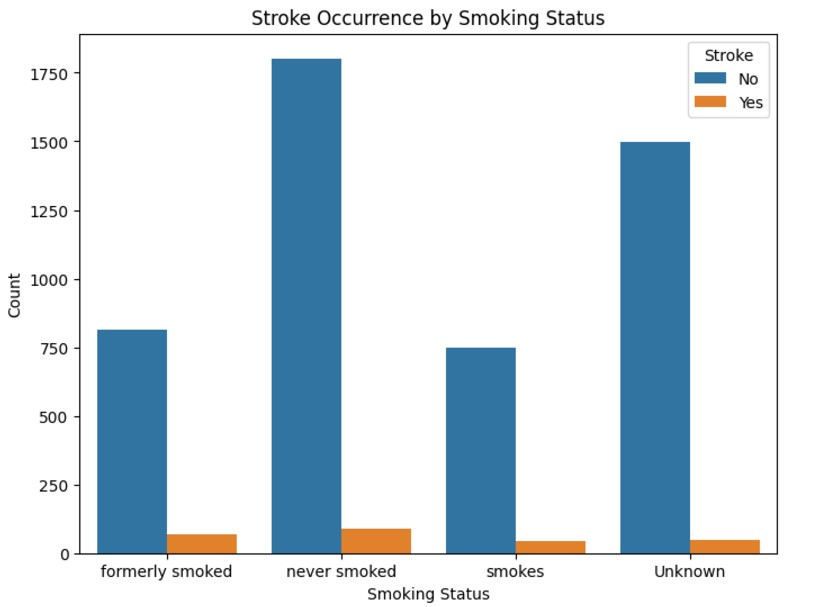 Stroke Occurrence by Smoking Status
Stroke
No
Yes
1750
1500
1250
1000
750
500
250
0
Count
formerly smoked never smoked smokes Unknown
Smoking Status